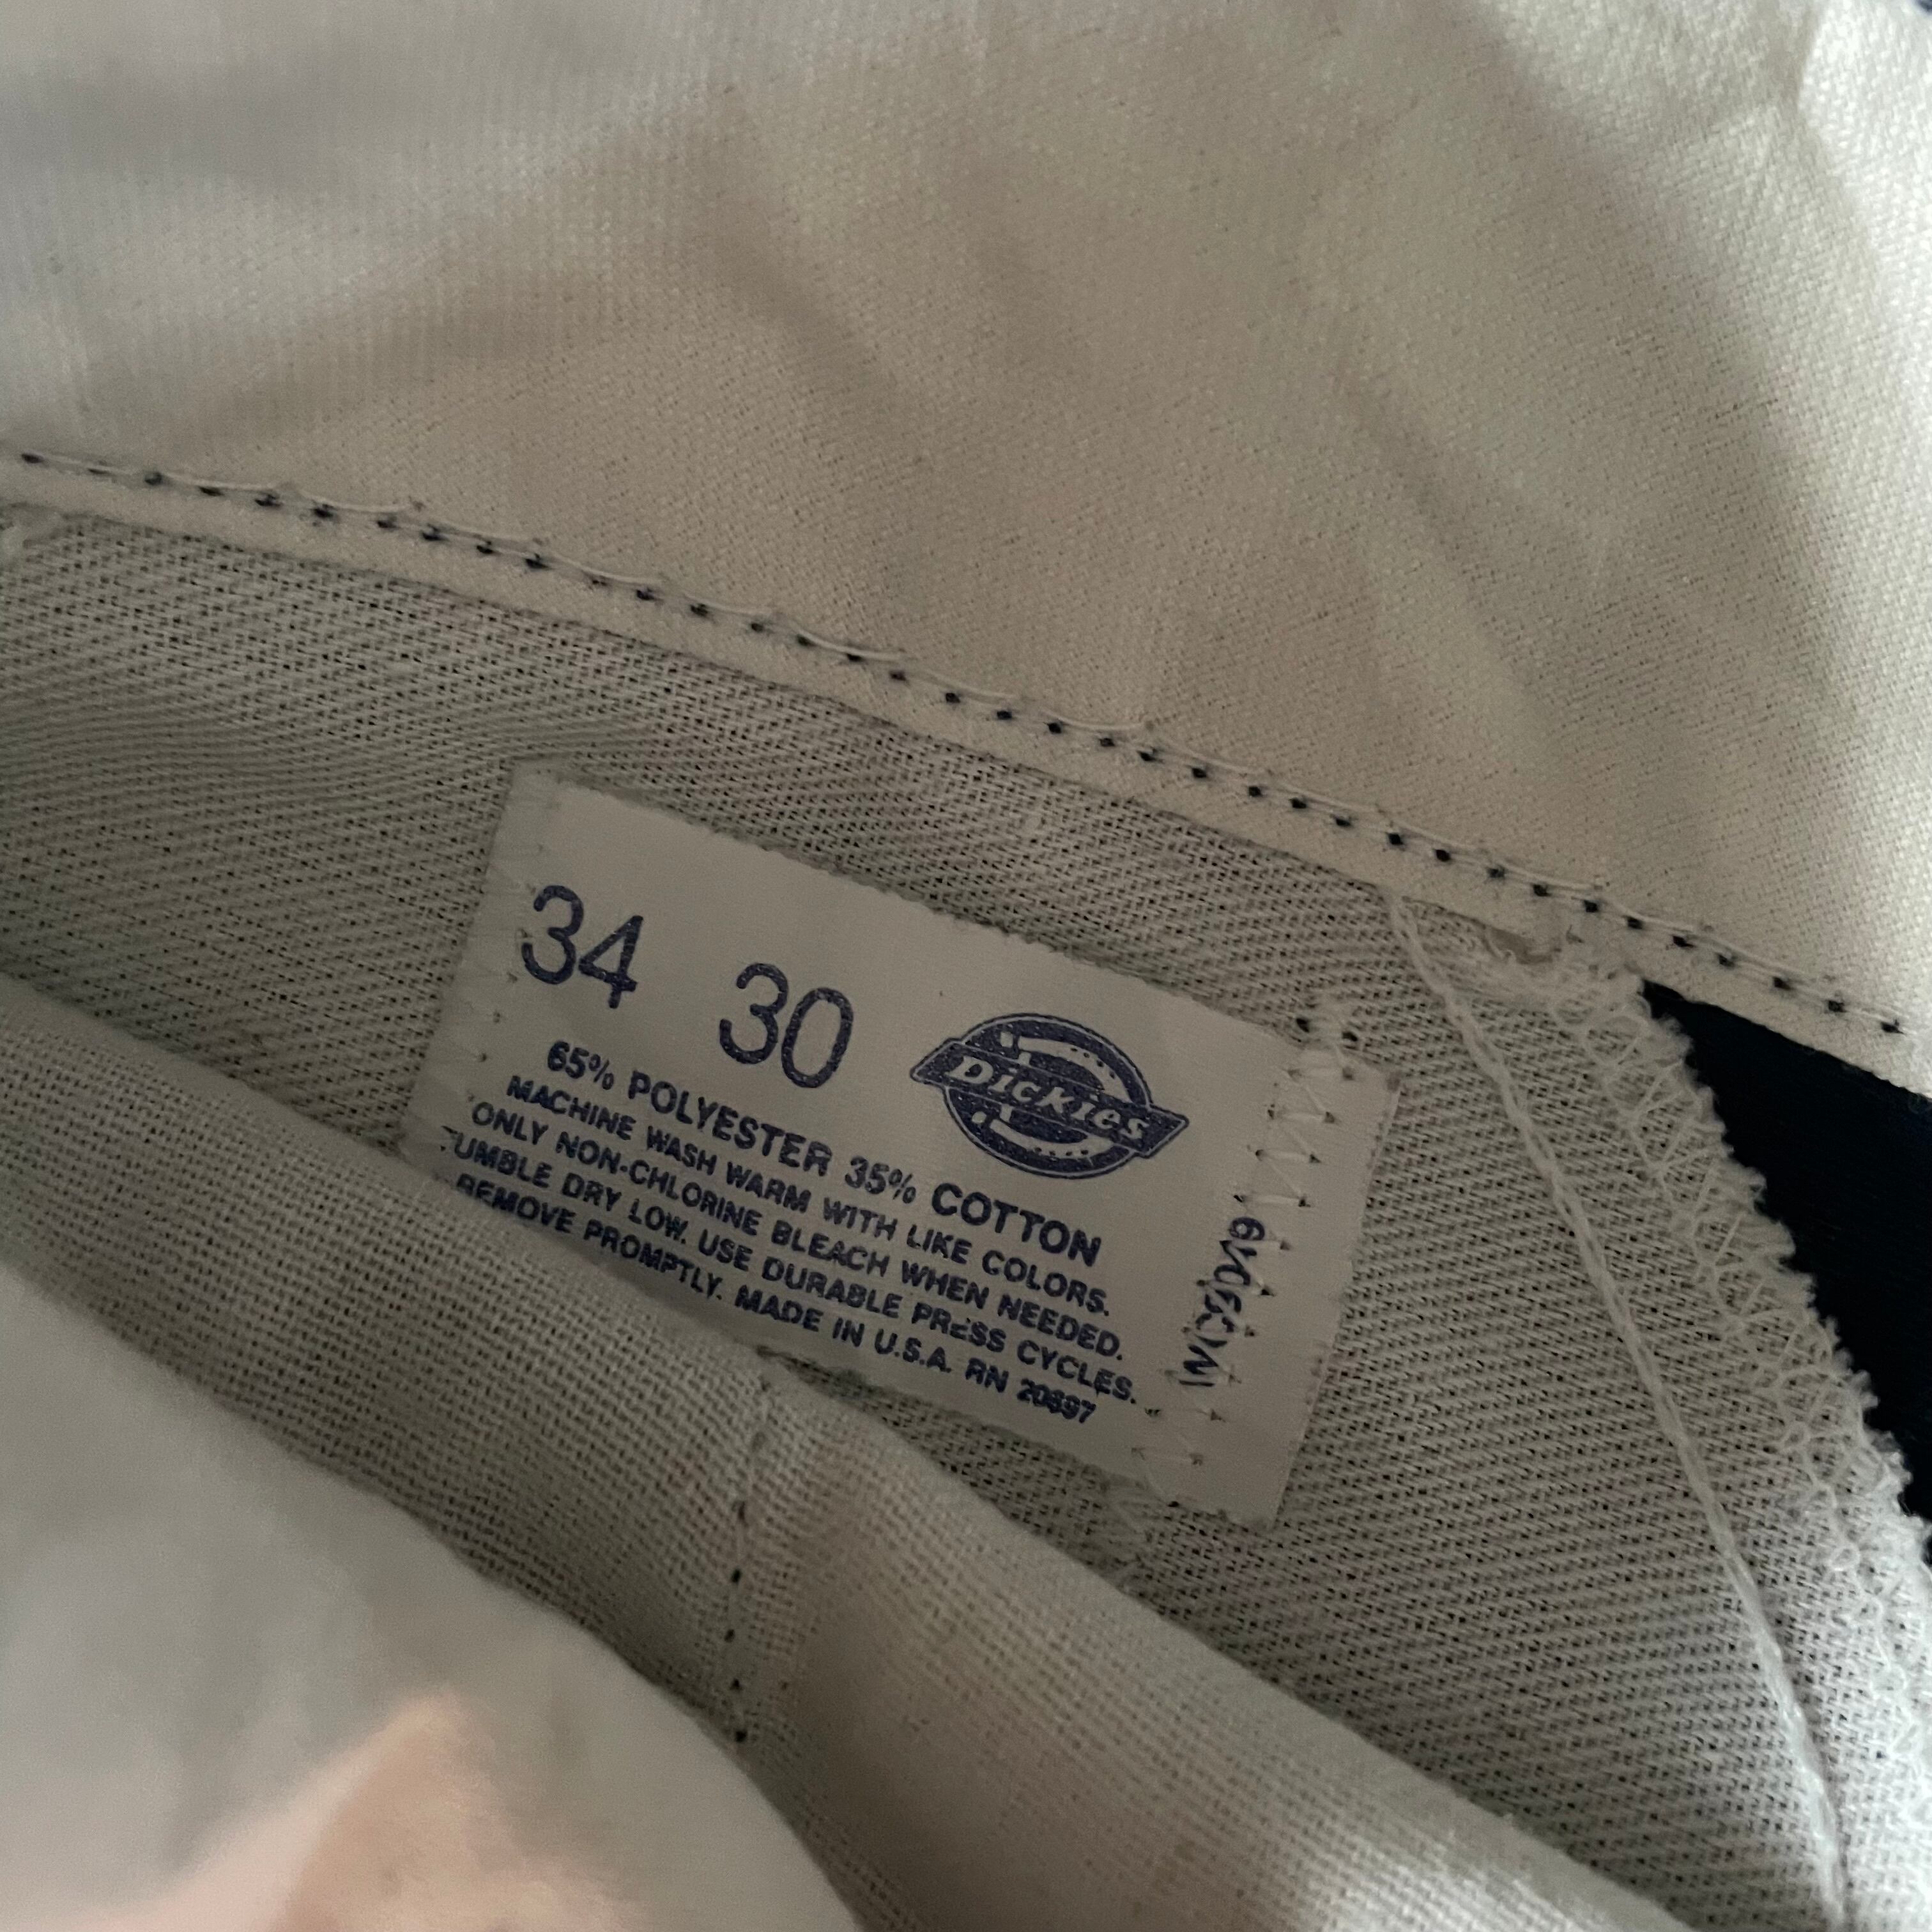 34 30
Dickies
65% POLYESTER 35% COTTON
MACHINE WASH WARM WITH LIKE COLORS.
ONLY NON-CHLORINE BLEACH WHEN NEEDED.
UMBLE DRY LOW. USE DURABLE PRESS CYCLES.
REMOVE PROMPTLY. MADE IN U.S.A. RN 20697